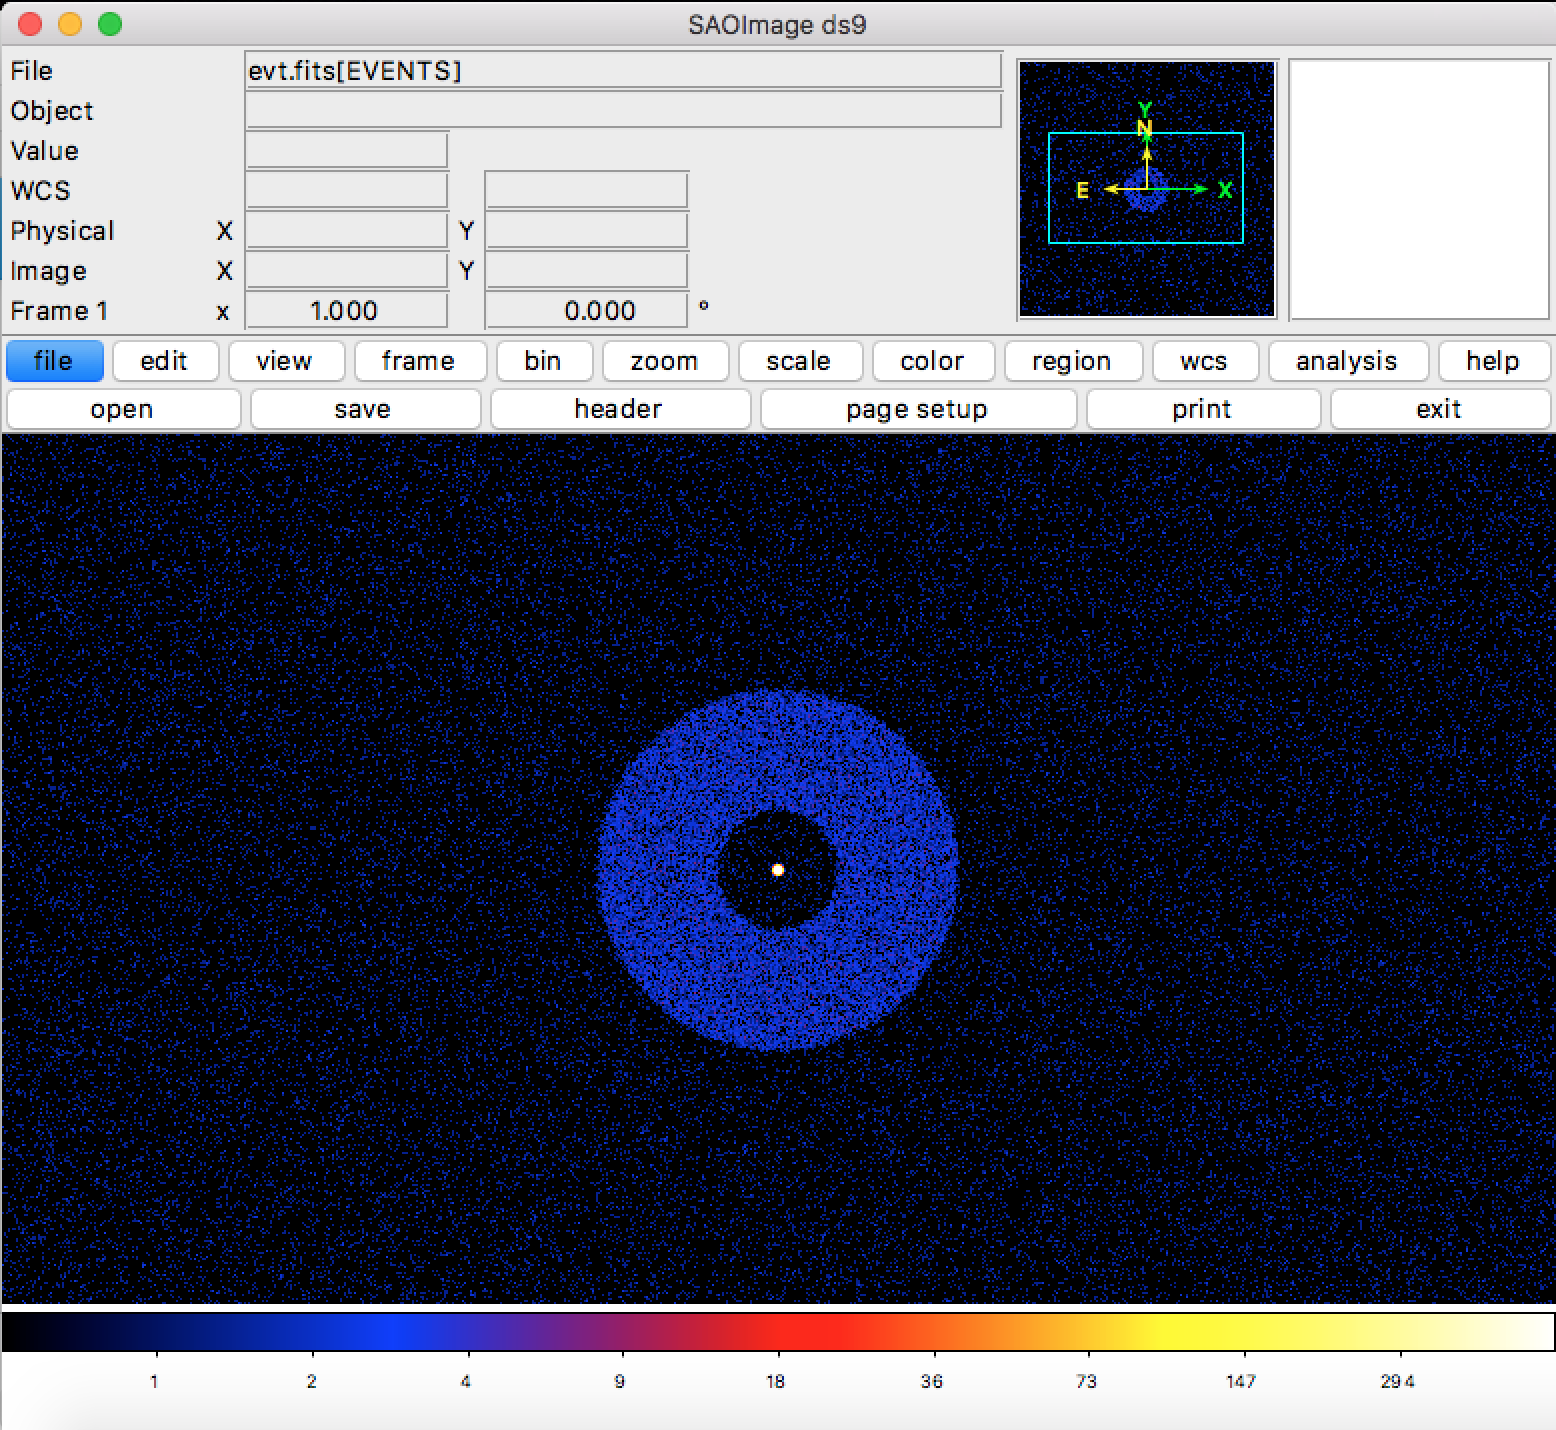 SAOImage ds9
File evt.fits[EVENTS]
Object
Value
WCS
Physical X Y
Image X Y
Frame 1 x 1.000 0.000 °
Y
N
E X
file edit view frame bin zoom scale color region wcs analysis help
open save header page setup print exit
1 2 4 9 18 36 73 147 294